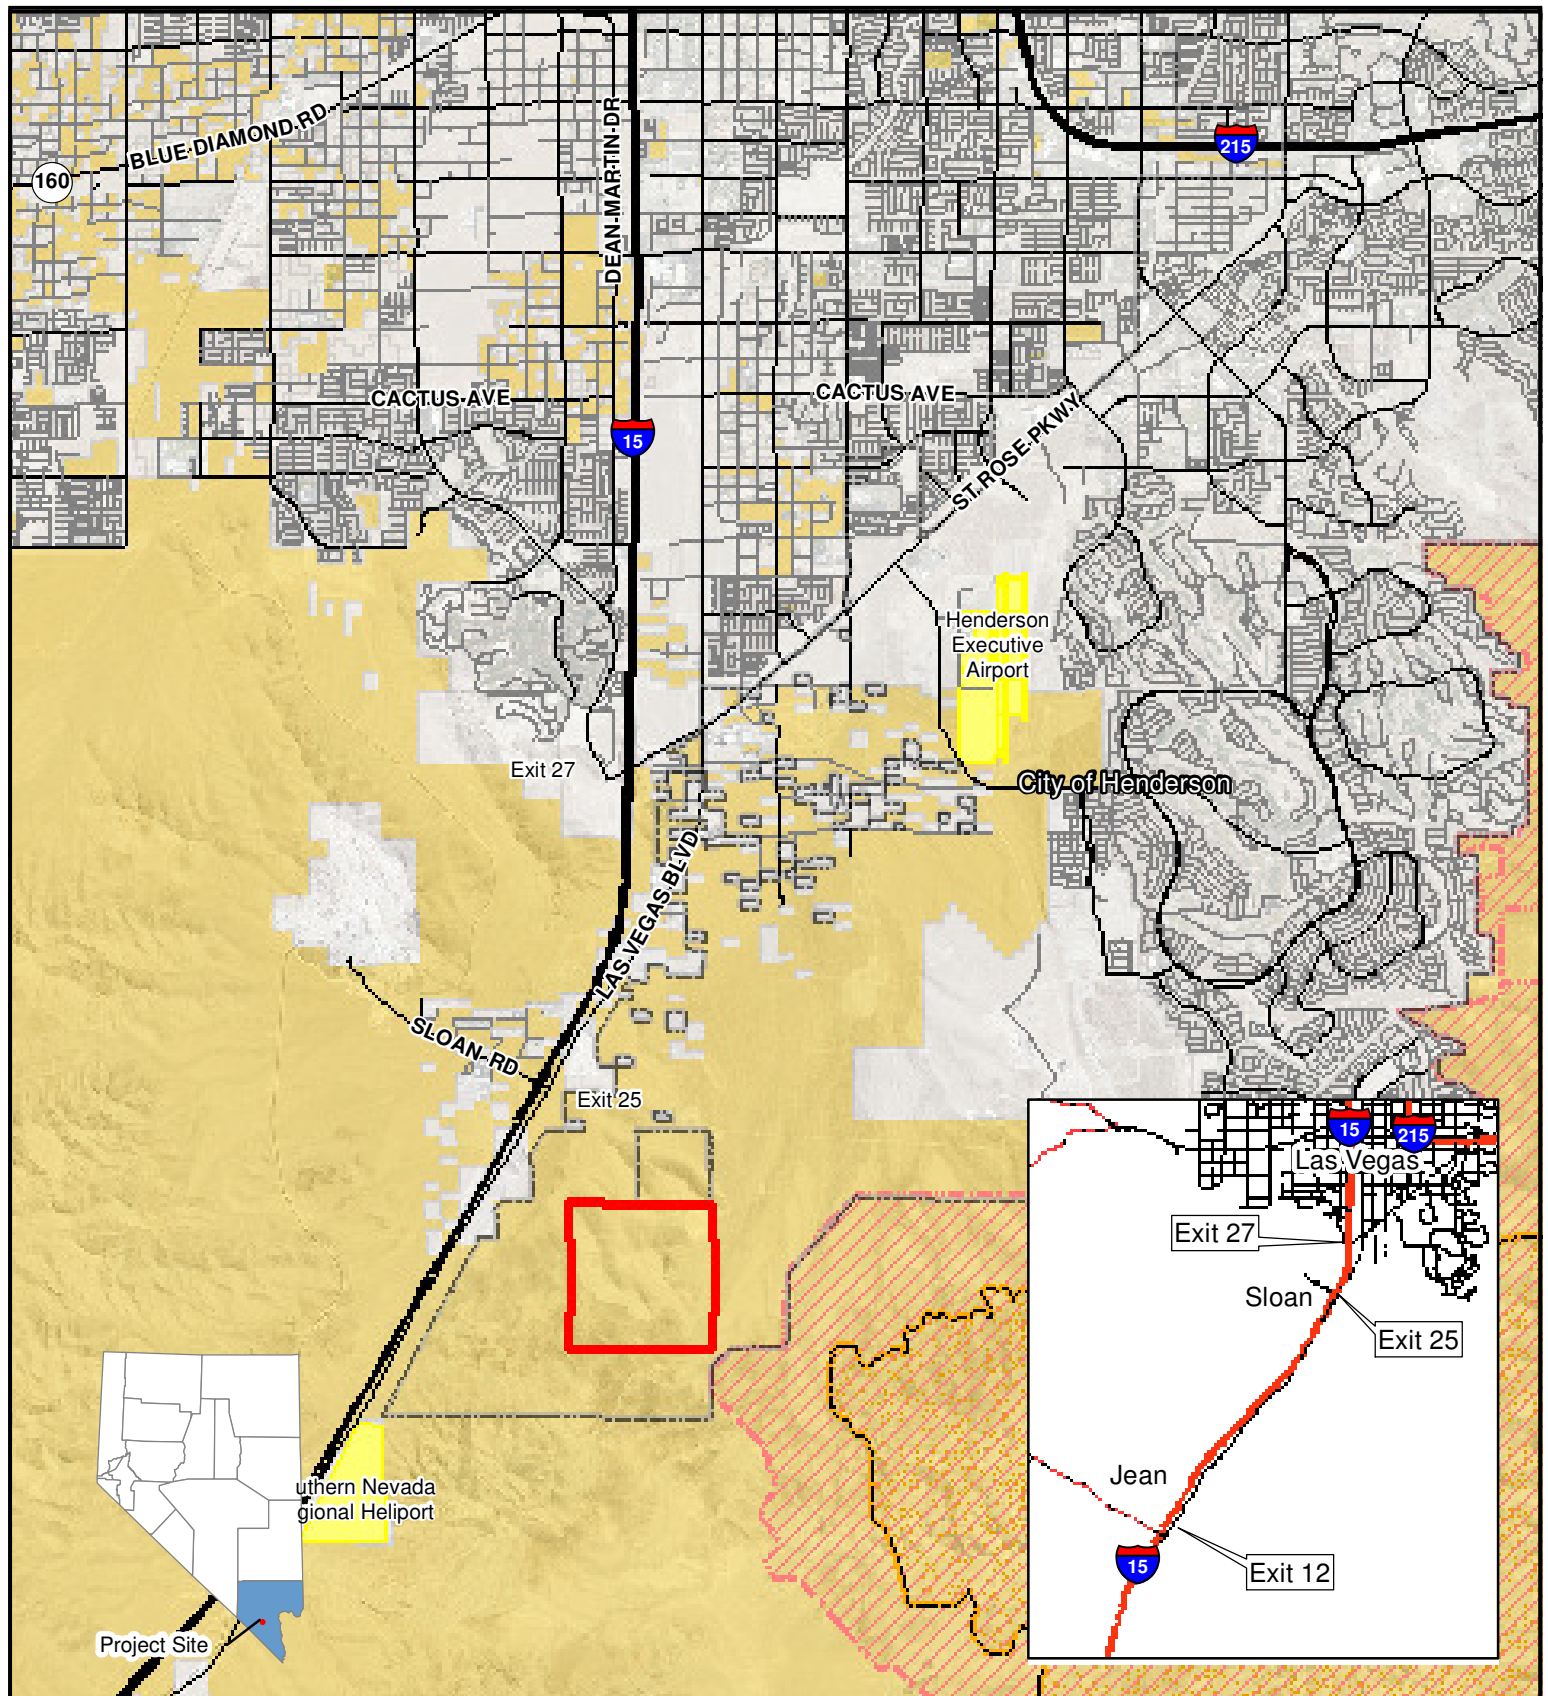 BLUE DIAMOND RD
160
DEAN MARTIN DR
215
CACTUS AVE
CACTUS AVE
15
ST ROSE PKWY
Henderson
Executive
Airport
Exit 27
City of Henderson
LAS VEGAS BLVD
SLOAN RD
Exit 25
15
215
Las Vegas
Exit 27
Sloan
Exit 25
Jean
15
Exit 12
uthern Nevada
gional Heliport
Project Site